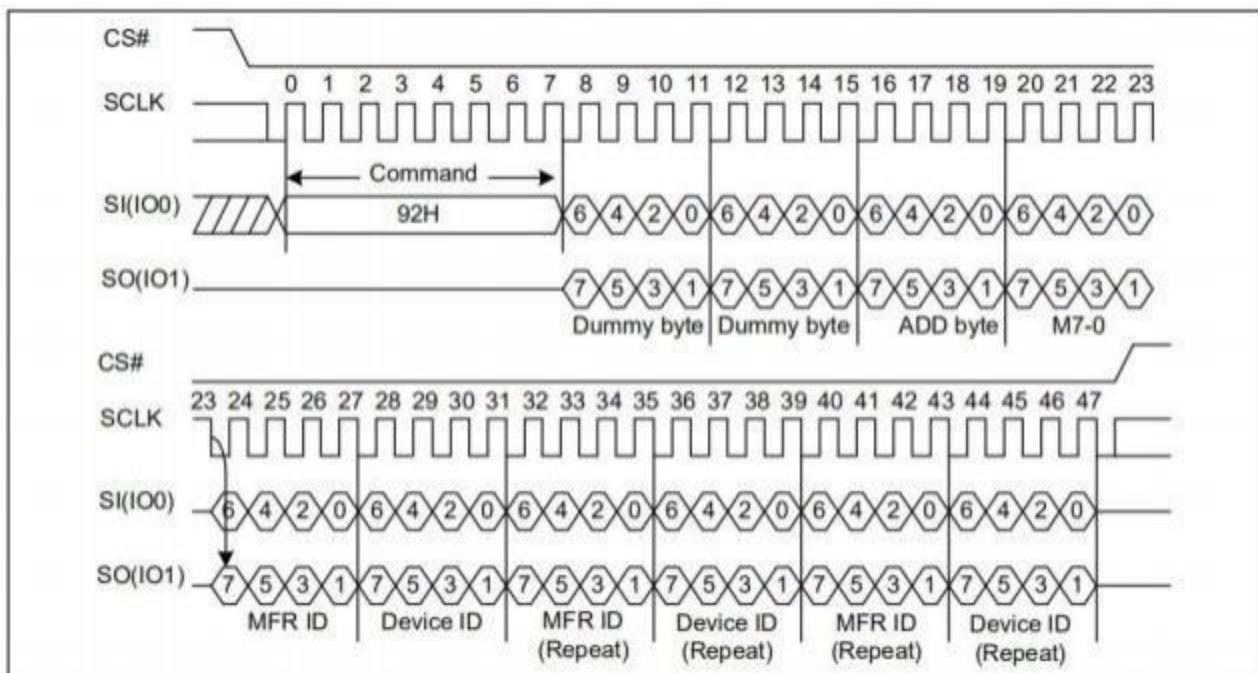 CS#
0 1 2 3 4 5 6 7 8 9 10 11 12 13 14 15 16 17 18 19 20 21 22 23
SCLK
Command
SI(IO0)
92H
6 4 2 0 6 4 2 0 6 4 2 0 6 4 2 0
SO(IO1)
7 5 3 1 7 5 3 1 7 5 3 1 7 5 3 1
Dummy byte Dummy byte ADD byte M7-0
CS#
23 24 25 26 27 28 29 30 31 32 33 34 35 36 37 38 39 40 41 42 43 44 45 46 47
SCLK
SI(IO0)
6 4 2 0 6 4 2 0 6 4 2 0 6 4 2 0 6 4 2 0 6 4 2 0
SO(IO1)
7 5 3 1 7 5 3 1 7 5 3 1 7 5 3 1 7 5 3 1 7 5 3 1
MFR ID Device ID MFR ID Device ID MFR ID Device ID
(Repeat) (Repeat) (Repeat) (Repeat)